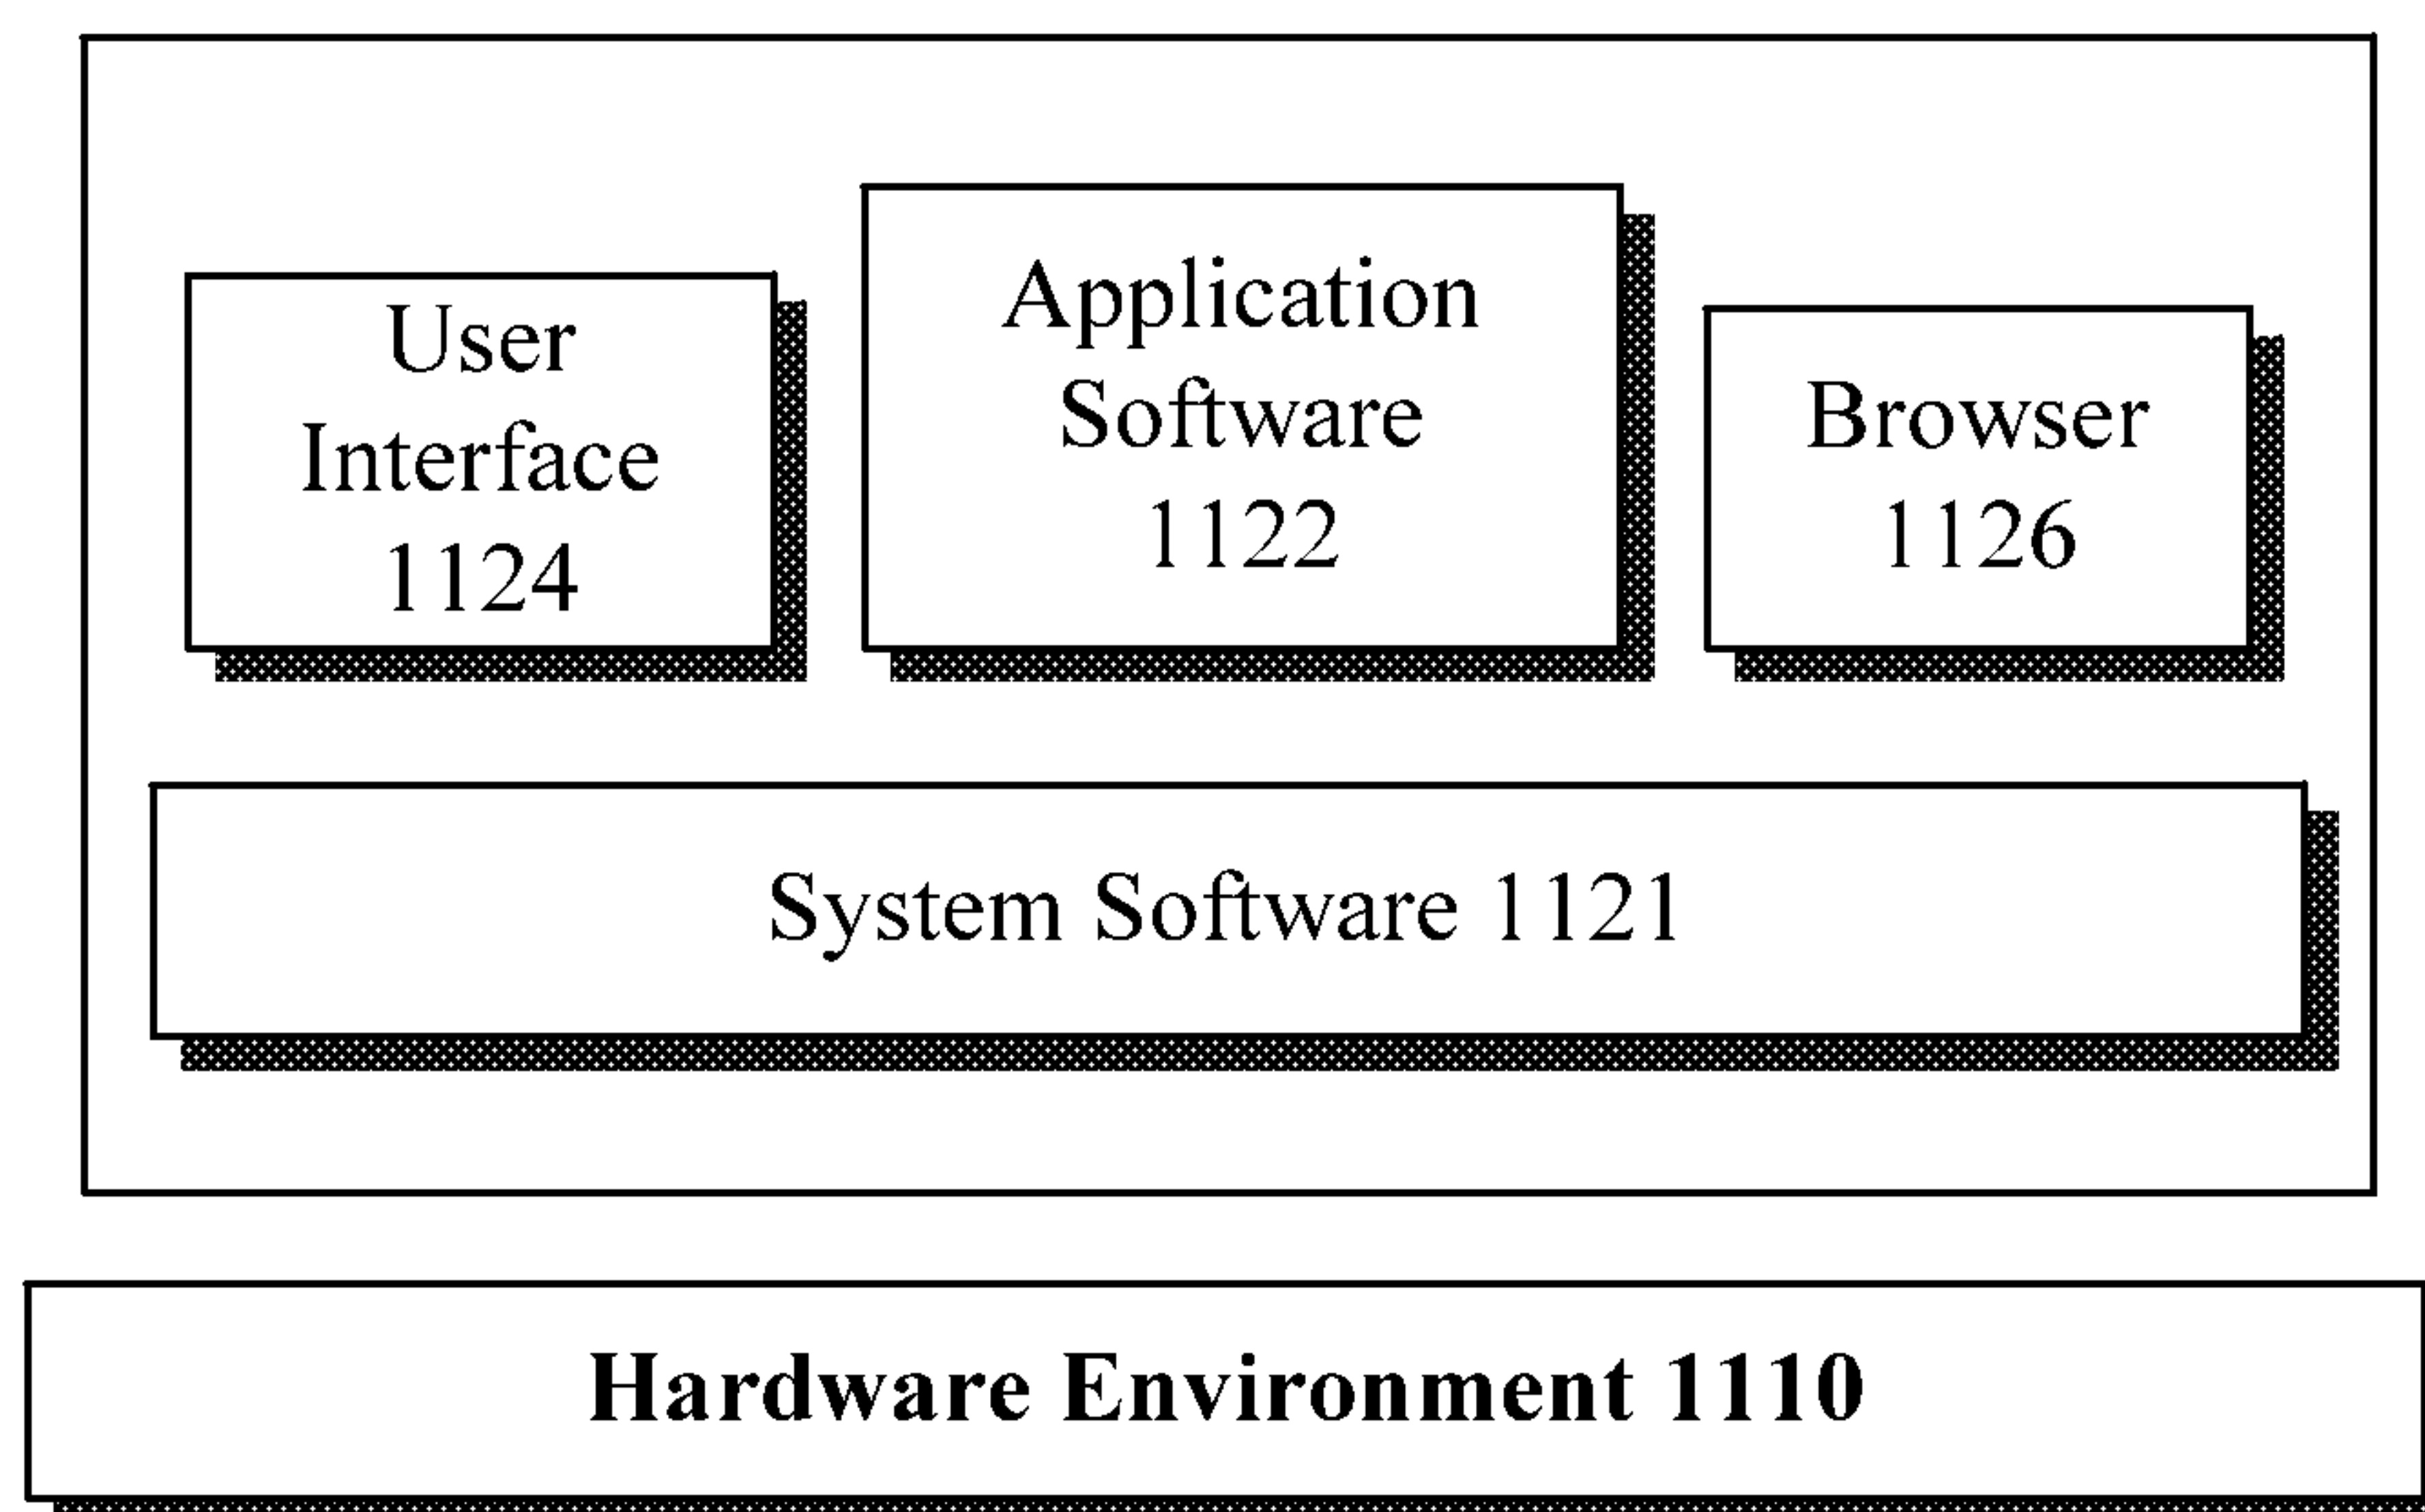 User
Interface
1124
Application
Software
1122
Browser
1126
System Software 1121
Hardware Environment 1110